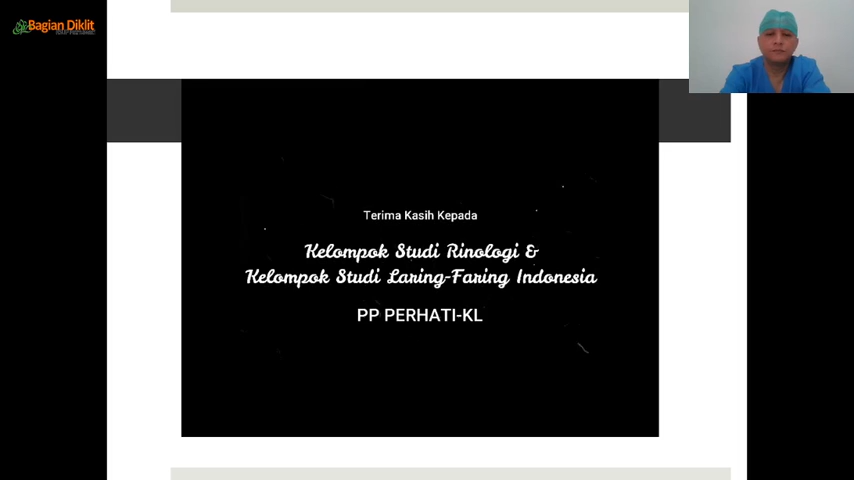 Bagian Diklit
Terima Kasih Kepada
Kelompok Studi Rinologi &
Kelompok Studi Laring-Faring Indonesia
PP PERHATI-KL